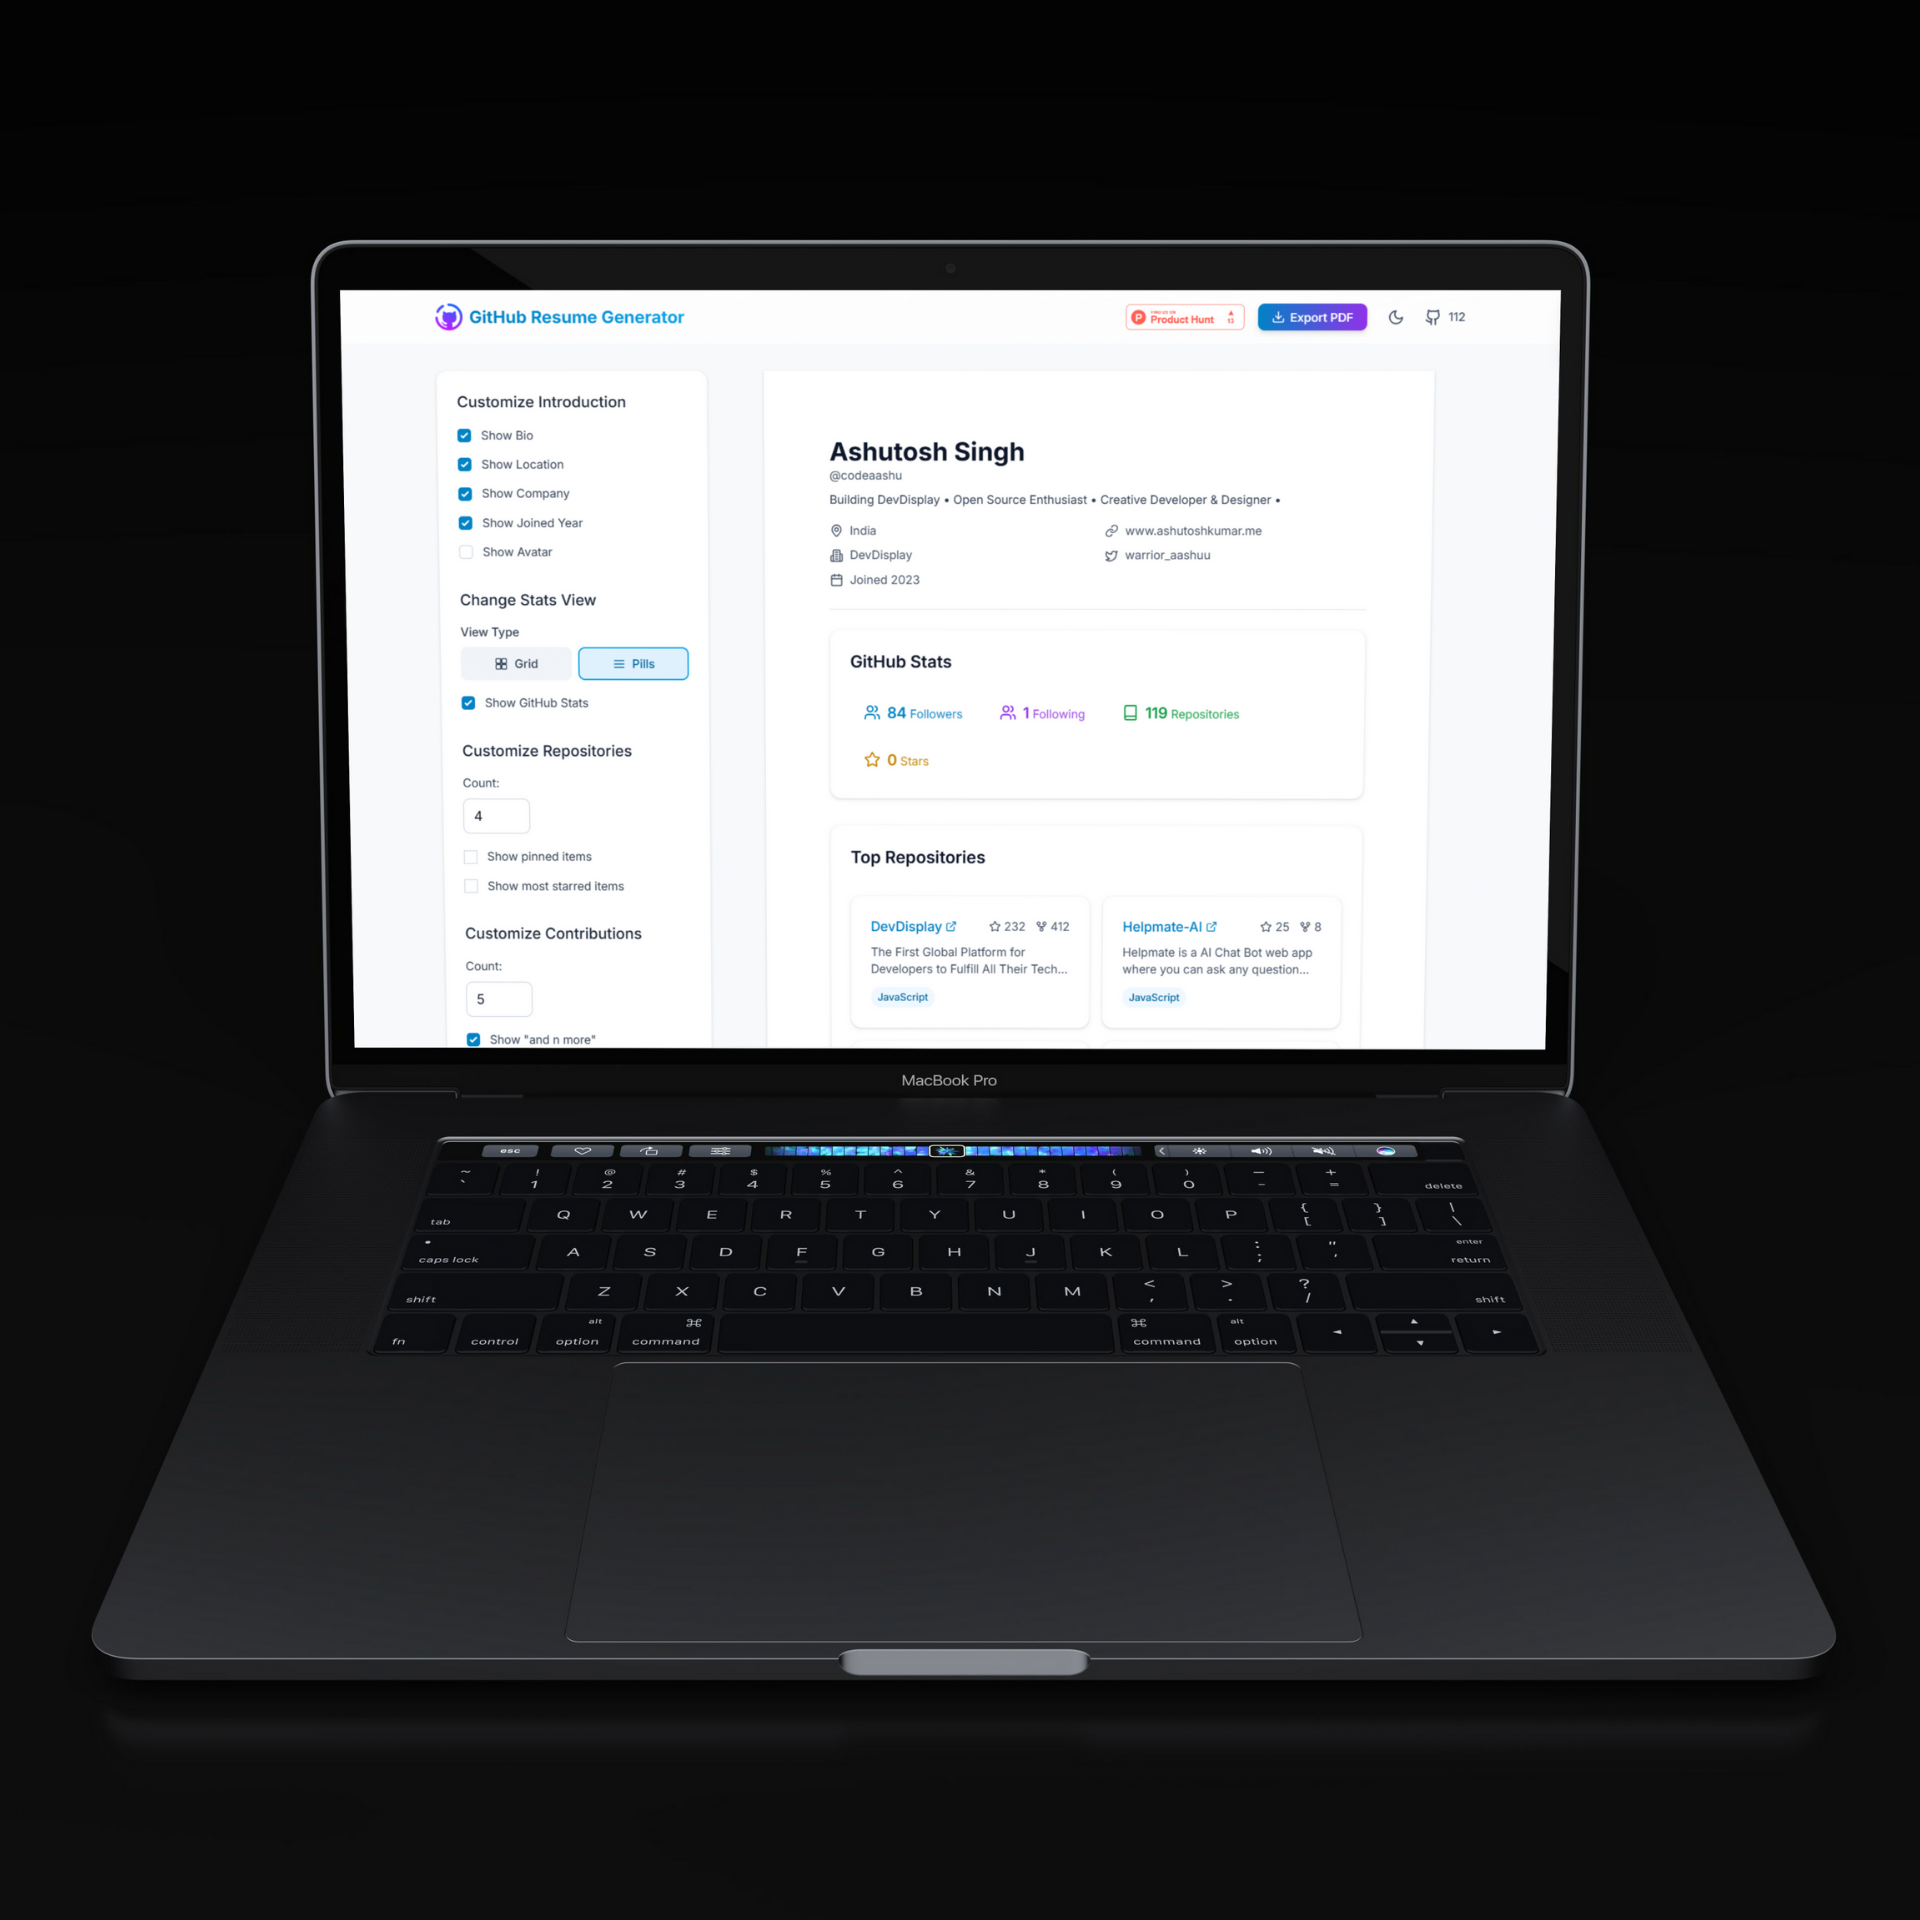 GitHub Resume Generator
FIND US ON
Product Hunt
Export PDF
112
Customize Introduction
Show Bio
Show Location
Show Company
Show Joined Year
Show Avatar
Change Stats View
View Type
Grid
Pills
Show GitHub Stats
Customize Repositories
Count:
4
Show pinned items
Show most starred items
Customize Contributions
Count:
5
Show "and n more"
Ashutosh Singh
@codeaashu
Building DevDisplay • Open Source Enthusiast • Creative Developer & Designer •
India
www.ashutoshkumar.me
DevDisplay
warrior_aashuu
Joined 2023
GitHub Stats
84 Followers
1 Following
119 Repositories
0 Stars
Top Repositories
DevDisplay
232
412
The First Global Platform for
Developers to Fulfill All Their Tech...
JavaScript
Helpmate-AI
25
8
Helpmate is a AI Chat Bot web app
where you can ask any question...
JavaScript
MacBook Pro
esc
~ ! @ # $ % ^ & * ( ) — +
` 1 2 3 4 5 6 7 8 9 0 - = delete
tab Q W E R T Y U I O P { [ } ] | \
caps lock A S D F G H J K L : ; " ' enter return
shift Z X C V B N M < , > . ? / shift
fn control alt option ⌘ command ⌘ command alt option